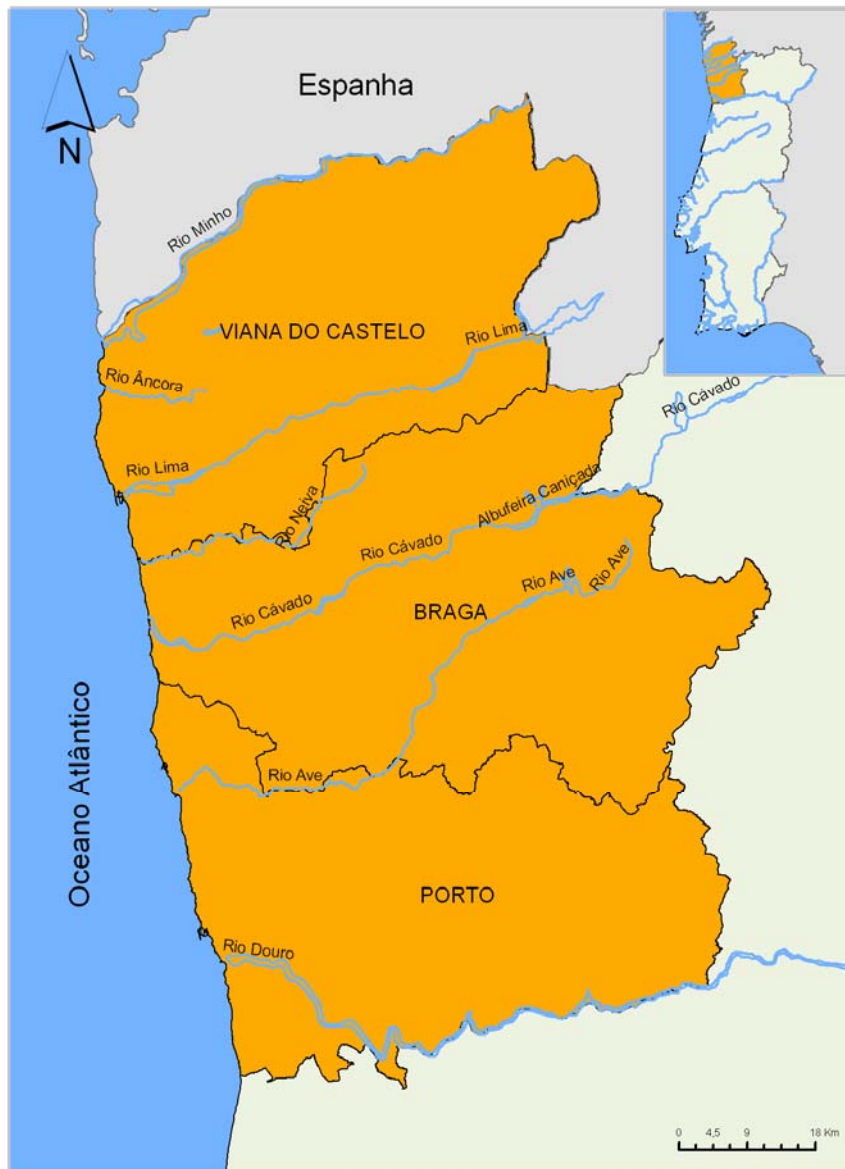 Espanha
N
Rio Minho
VIANA DO CASTELO
Rio Lima
Rio Âncora
Rio Cávado
Rio Lima
Rio Neiva
Albufeira Caniçada
Rio Cávado
Rio Ave
Rio Ave
Rio Cávado
BRAGA
Oceano Atlântico
Rio Ave
PORTO
Rio Douro
0 4,5 9 18 Km